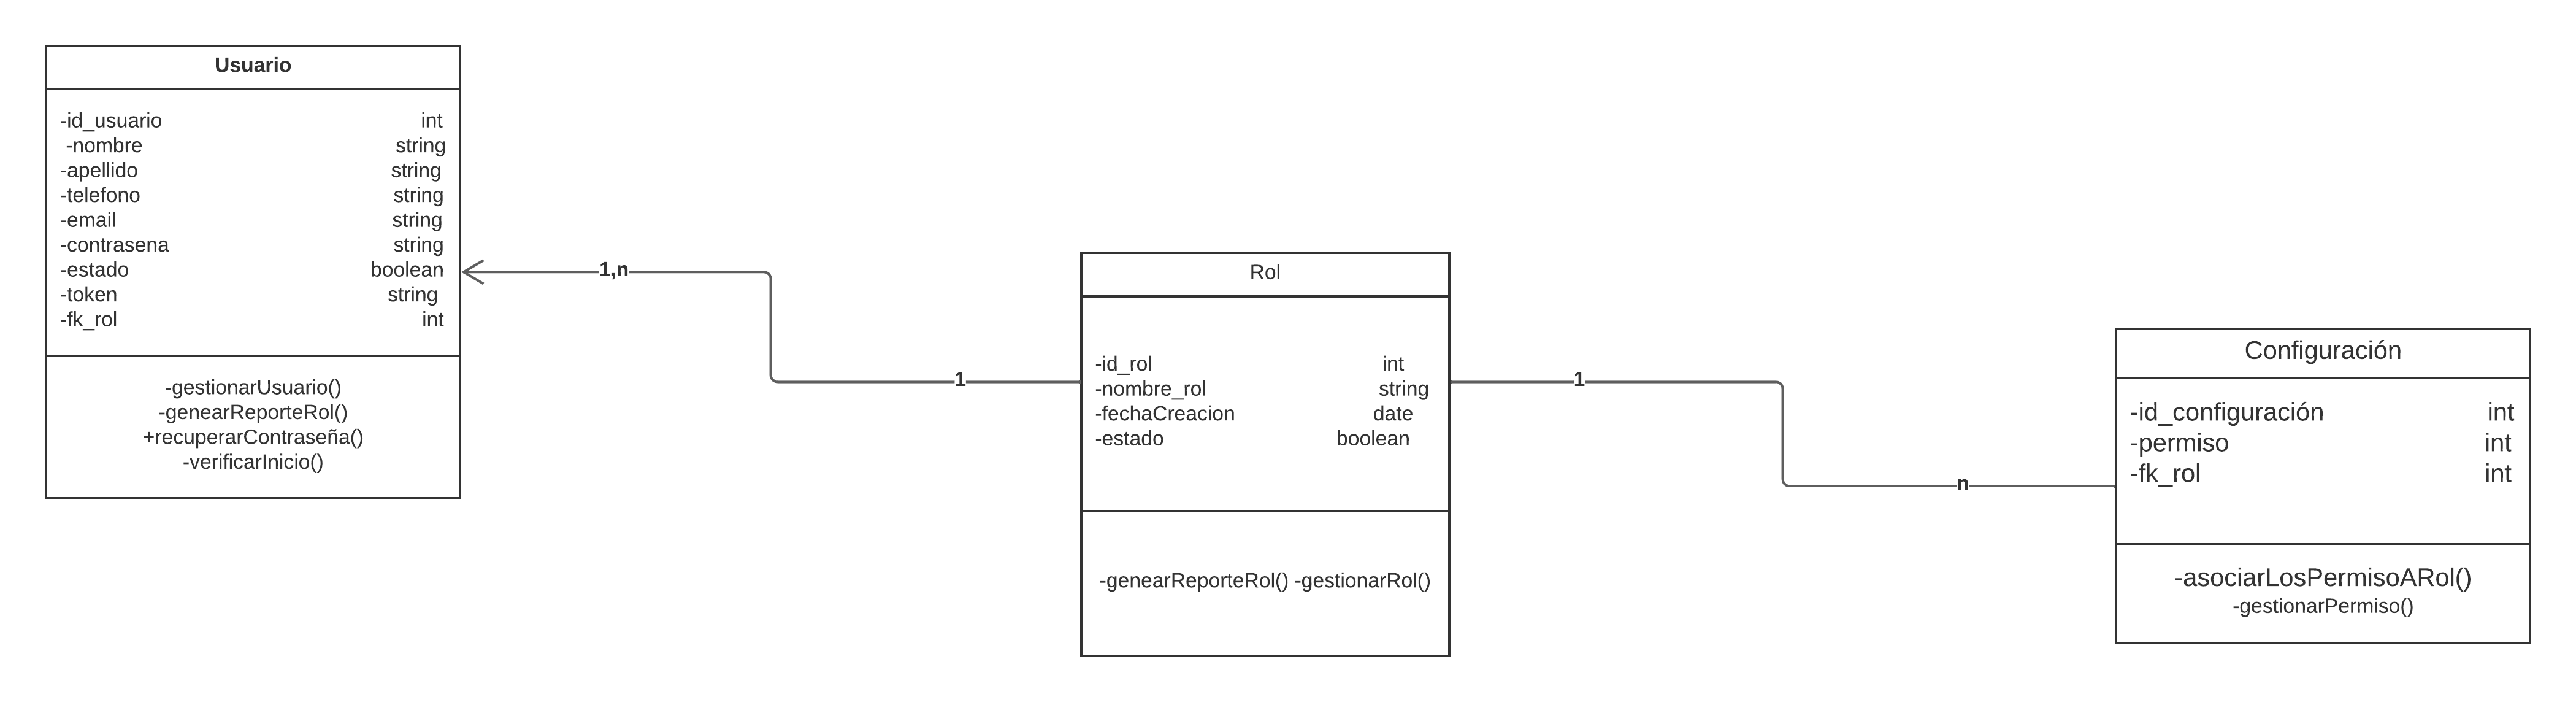 Usuario
-id_usuario int
-nombre string
-apellido string
-telefono string
-email string
-contrasena string
-estado boolean
-token string
-fk_rol int
-gestionarUsuario()
-genearReporteRol()
+recuperarContraseña()
-verificarInicio()
1,n
1
Rol
-id_rol int
-nombre_rol string
-fechaCreacion date
-estado boolean
-genearReporteRol() -gestionarRol()
1
n
Configuración
-id_configuración int
-permiso int
-fk_rol int
-asociarLosPermisoARol()
-gestionarPermiso()